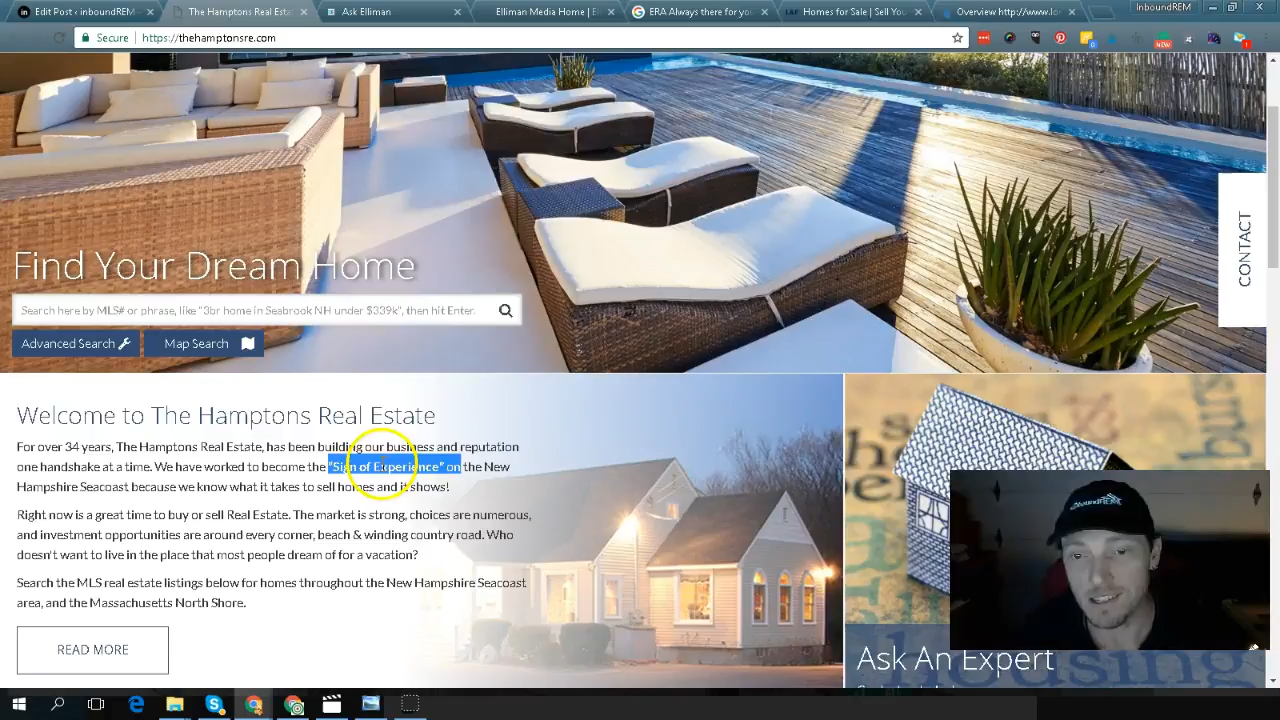 Edit Post ‹ inboundREM
The Hamptons Real Esta
Ask Elliman
Elliman Media Home | E
ERA Always there for yo
Homes for Sale | Sell You
Overview http://www.lo
InboundREM
Secure
https://thehamptonsre.com
CONTACT
Find Your Dream Home
Search here by MLS# or phrase, like "3br home in Seabrook NH under $339k", then hit Enter.
Advanced Search
Map Search
Welcome to The Hamptons Real Estate
For over 34 years, The Hamptons Real Estate, has been building our business and reputation
one handshake at a time. We have worked to become the "Sign of Experience" on the New
Hampshire Seacoast because we know what it takes to sell homes and it shows!
Right now is a great time to buy or sell Real Estate. The market is strong, choices are numerous,
and investment opportunities are around every corner, beach & winding country road. Who
doesn't want to live in the place that most people dream of for a vacation?
Search the MLS real estate listings below for homes throughout the New Hampshire Seacoast
area, and the Massachusetts North Shore.
READ MORE
InboundREM
Ask An Expert
housing